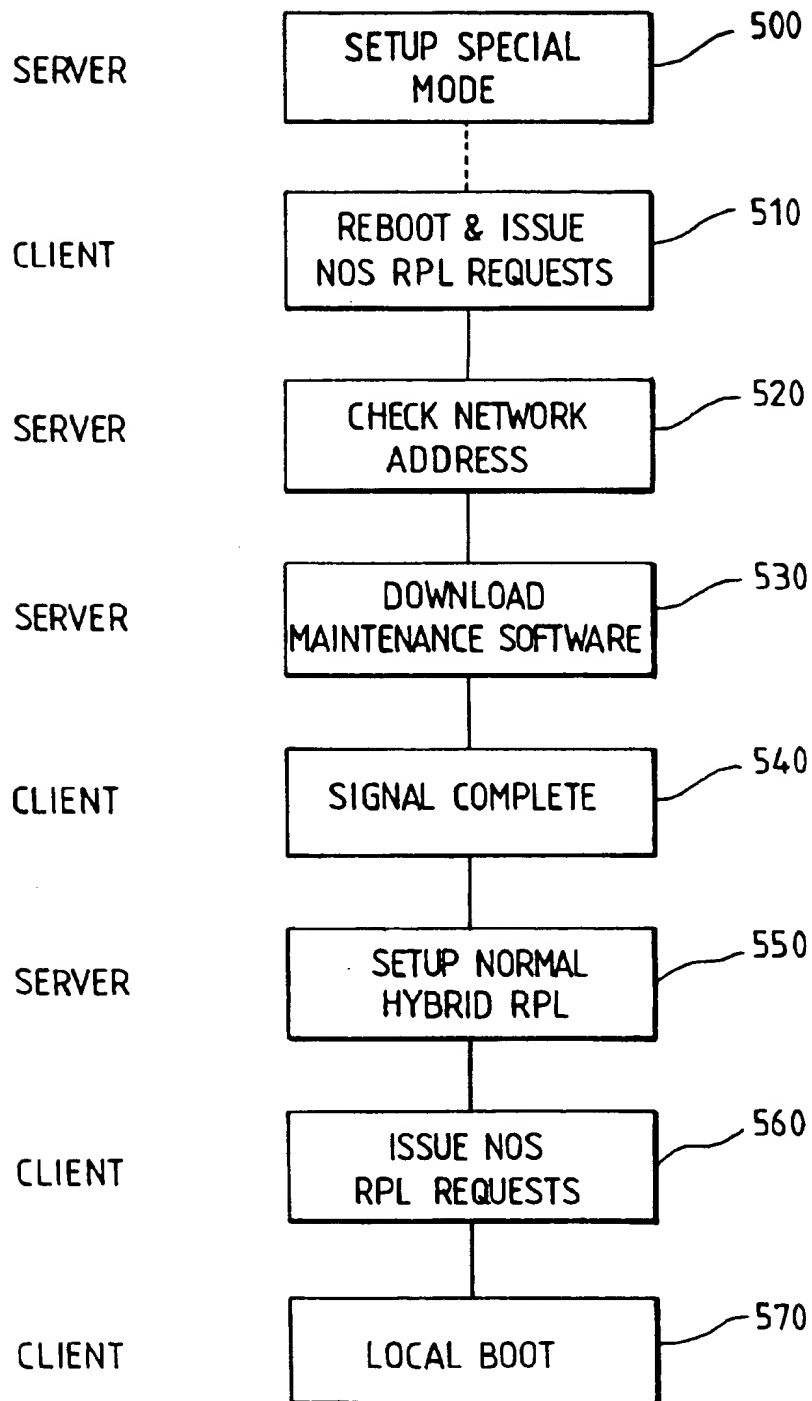 500
SERVER
SETUP SPECIAL
MODE
510
CLIENT
REBOOT & ISSUE
NOS RPL REQUESTS
520
SERVER
CHECK NETWORK
ADDRESS
530
SERVER
DOWNLOAD
MAINTENANCE SOFTWARE
540
CLIENT
SIGNAL COMPLETE
550
SERVER
SETUP NORMAL
HYBRID RPL
560
CLIENT
ISSUE NOS
RPL REQUESTS
570
CLIENT
LOCAL BOOT